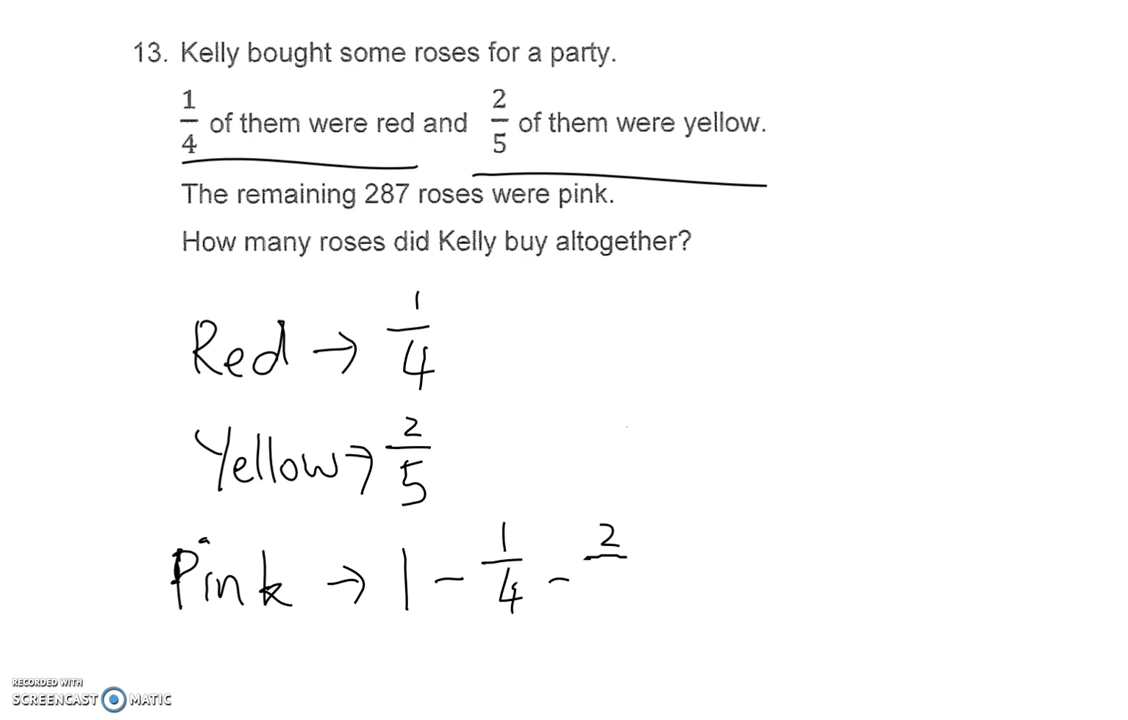 13. Kelly bought some roses for a party.
1/4 of them were red and 2/5 of them were yellow.
The remaining 287 roses were pink.
How many roses did Kelly buy altogether?
Red → 1/4
Yellow → 2/5
Pink → 1 - 1/4 - 2
RECORDED WITH
SCREENCAST MATIC